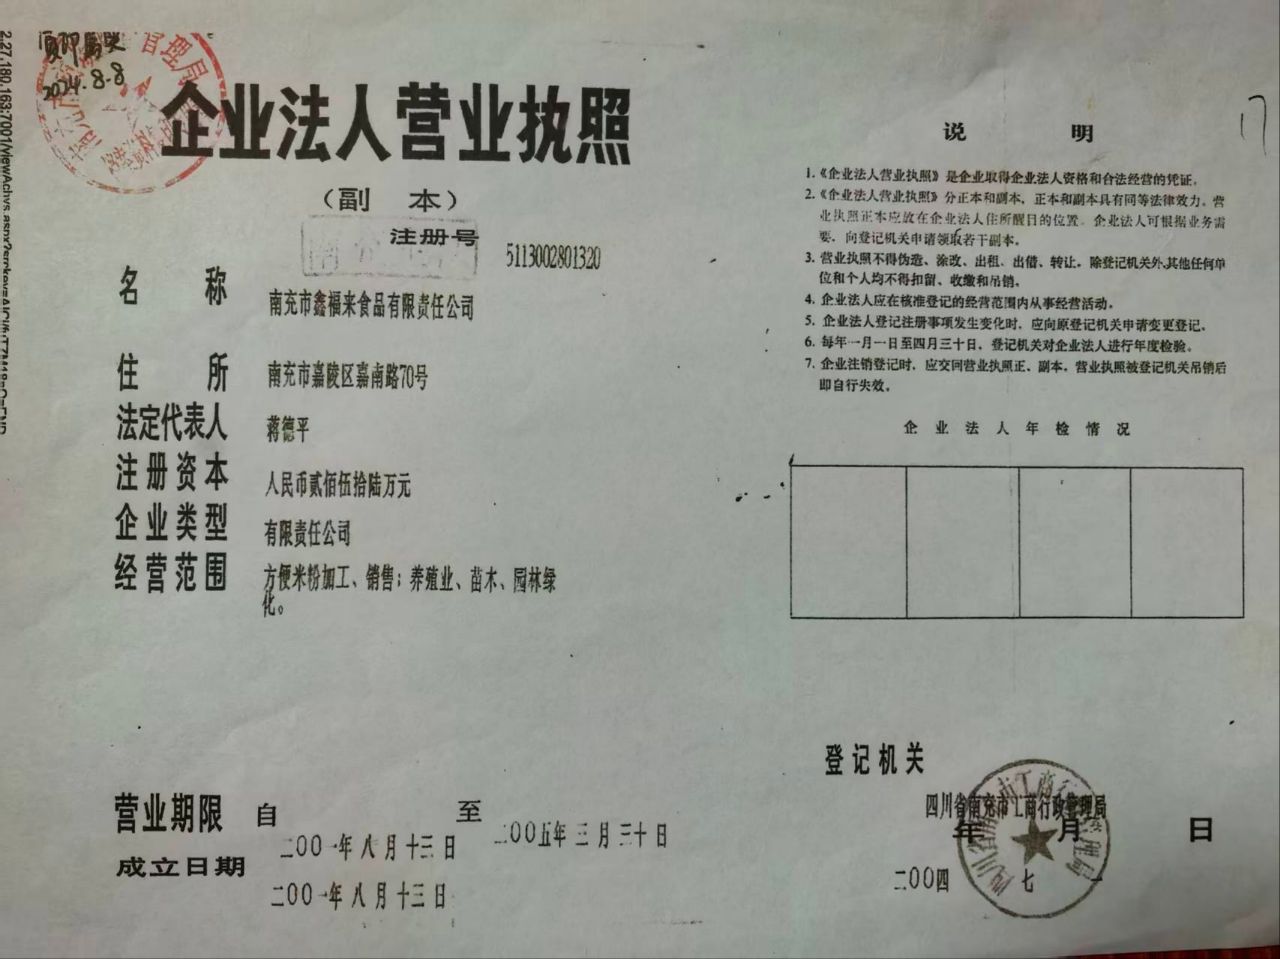 复印属实
2024.8.8
企业法人营业执照
（副 本）
注册号
5113002801320
名 称
南充市鑫福来食品有限责任公司
住 所
南充市嘉陵区嘉南路70号
法定代表人
蒋德平
注册资本
人民币贰佰伍拾陆万元
企业类型
有限责任公司
经营范围
方便米粉加工、销售；养殖业、苗木、园林绿
化。
营业期限 自 至
二00一年八月十三日
二00五年三月三十日
成立日期
二00一年八月十三日
17
说 明
1.《企业法人营业执照》是企业取得企业法人资格和合法经营的凭证。
2.《企业法人营业执照》分正本和副本，正本和副本具有同等法律效力。营
业执照正本应放在企业法人住所醒目的位置。企业法人可根据业务需
要，向登记机关申请领取若干副本。
3. 营业执照不得伪造、涂改、出租、出借、转让。除登记机关外，其他任何单
位和个人均不得扣留、收缴和吊销。
4. 企业法人应在核准登记的经营范围内从事经营活动。
5. 企业法人登记注册事项发生变化时，应向原登记机关申请变更登记。
6. 每年一月一日至四月三十日，登记机关对企业法人进行年度检验。
7. 企业注销登记时，应交回营业执照正、副本。营业执照被登记机关吊销后
即自行失效。
企业法人年检情况
登记机关
四川省南充市工商行政管理局
年 月 日
二00四 七 一